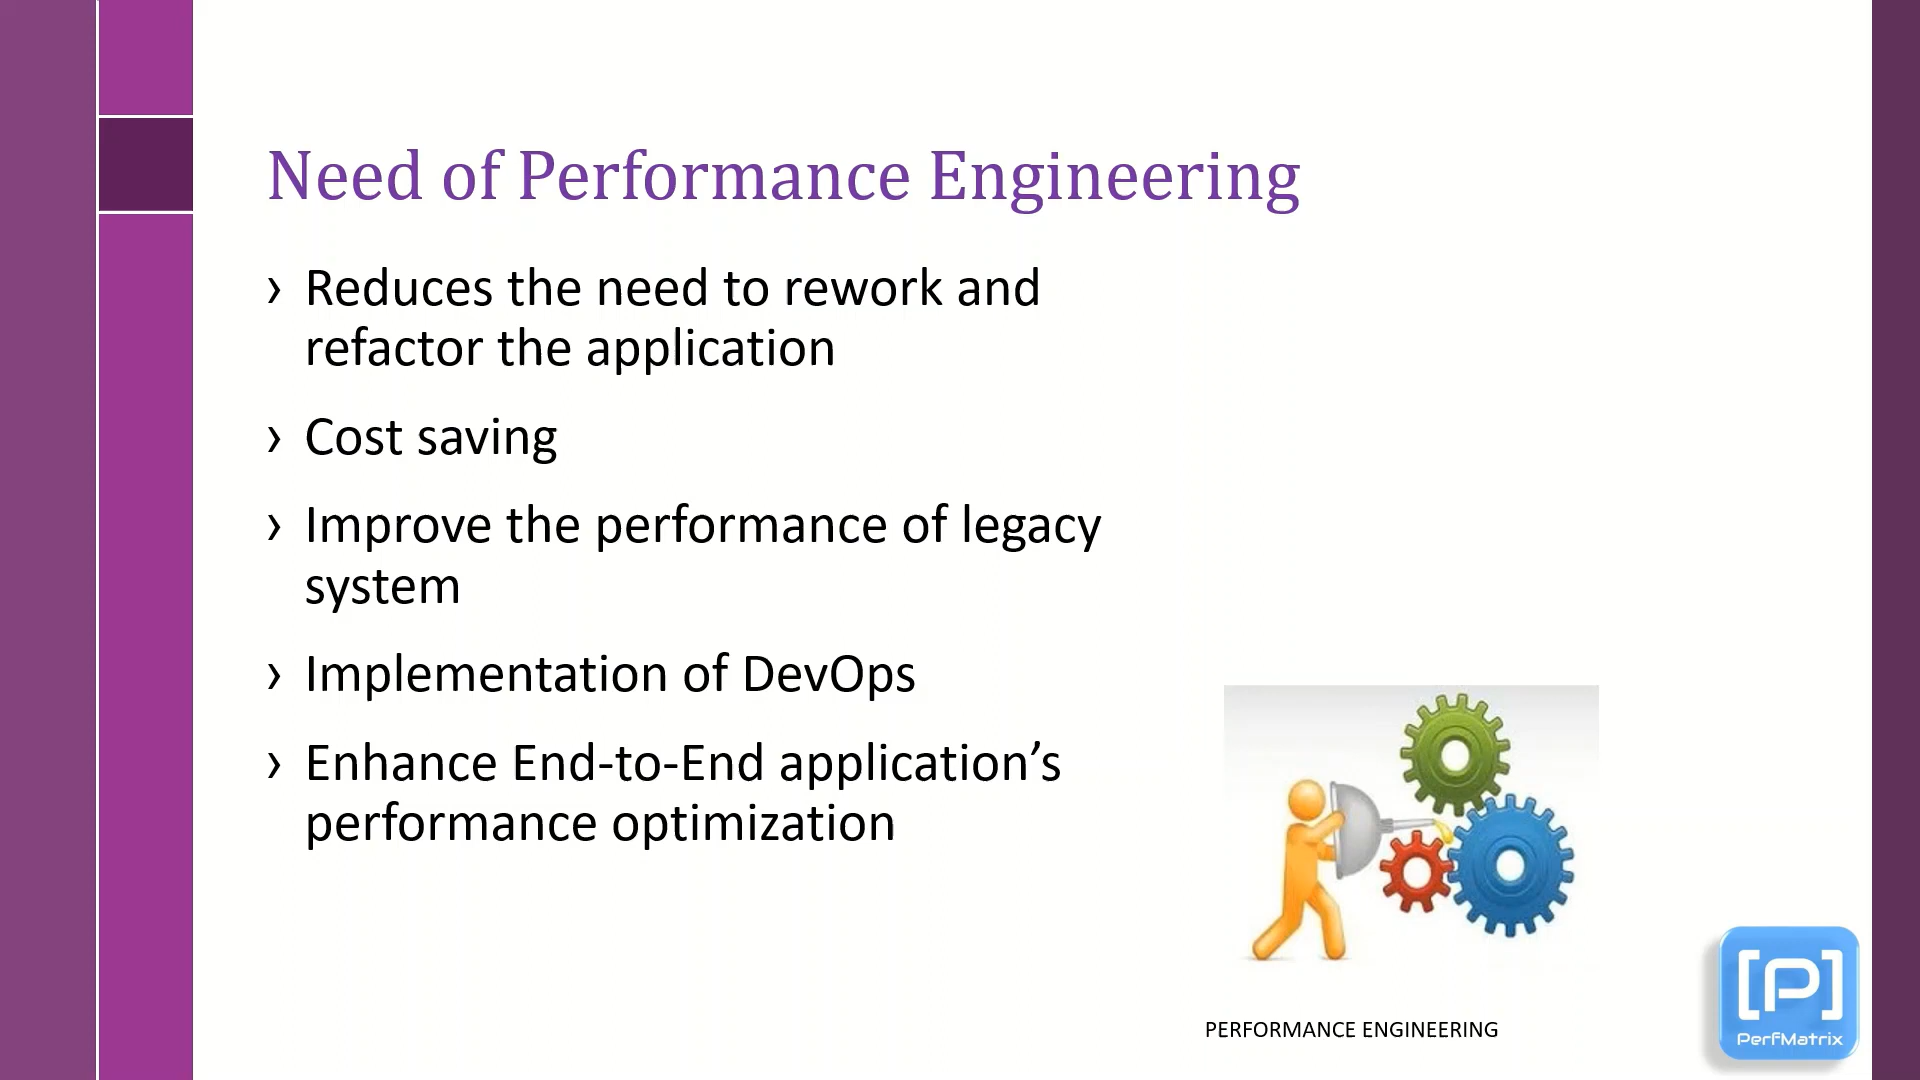 Need of Performance Engineering
› Reduces the need to rework and
refactor the application
› Cost saving
› Improve the performance of legacy
system
› Implementation of DevOps
› Enhance End-to-End application’s
performance optimization
PERFORMANCE ENGINEERING
[P]
PerfMatrix